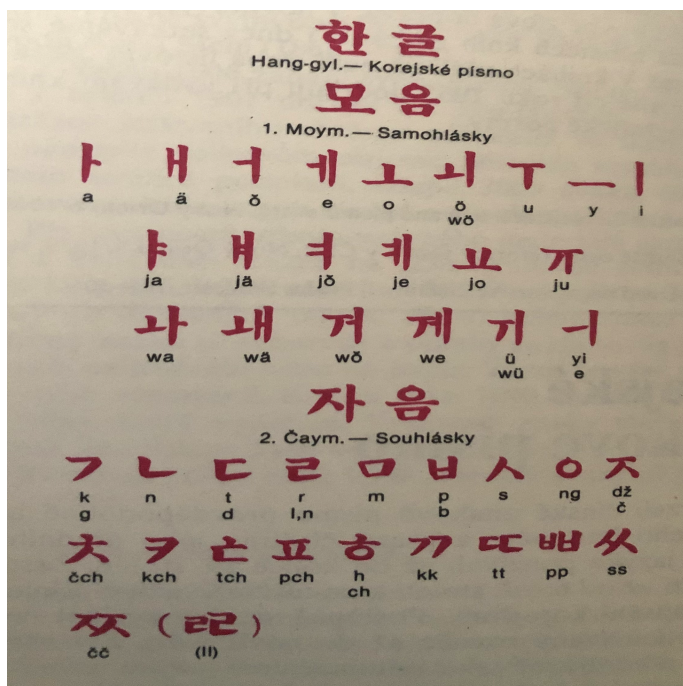 한글
Hang-gyl.— Korejské písmo
모음
1. Moym.— Samohlásky
ㅏ ㅐ ㅓ ㅔ ㅗ ㅚ ㅜ ㅡ ㅣ
a ä ŏ e o ö u y i
wö
ㅑ ㅒ ㅕ ㅖ ㅛ ㅠ
ja jä jŏ je jo ju
ㅘ ㅙ ㅝ ㅞ ㅟ ㅢ
wa wä wŏ we ü yi
wü e
자음
2. Čaym.— Souhlásky
ㄱ ㄴ ㄷ ㄹ ㅁ ㅂ ㅅ ㅇ ㅈ
k n t r m p s ng dž
g d l,n b č
ㅊ ㅋ ㅌ ㅍ ㅎ ㄲ ㄸ ㅃ ㅆ
čch kch tch pch h kk tt pp ss
ch
ㅉ (ㄹㄹ)
čč (ll)